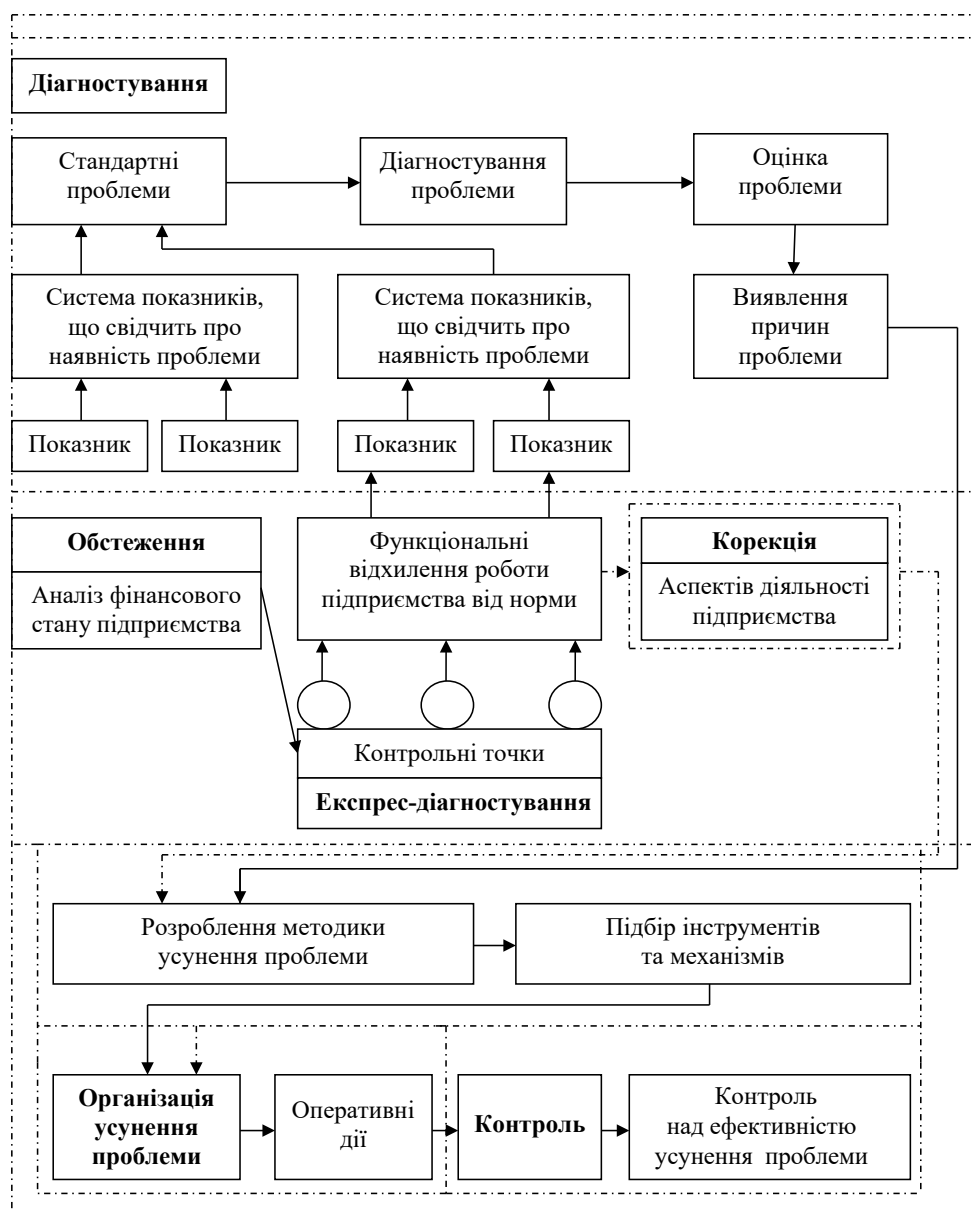 Діагностування
Стандартні
проблеми
Діагностування
проблеми
Оцінка
проблеми
Система показників,
що свідчить про
наявність проблеми
Система показників,
що свідчить про
наявність проблеми
Виявлення
причин
проблеми
Показник
Показник
Показник
Показник
Обстеження
Аналіз фінансового
стану підприємства
Функціональні
відхилення роботи
підприємства від норми
Корекція
Аспектів діяльності
підприємства
Контрольні точки
Експрес-діагностування
Розроблення методики
усунення проблеми
Підбір інструментів
та механізмів
Організація
усунення
проблеми
Оперативні
дії
Контроль
Контроль
над ефективністю
усунення проблеми